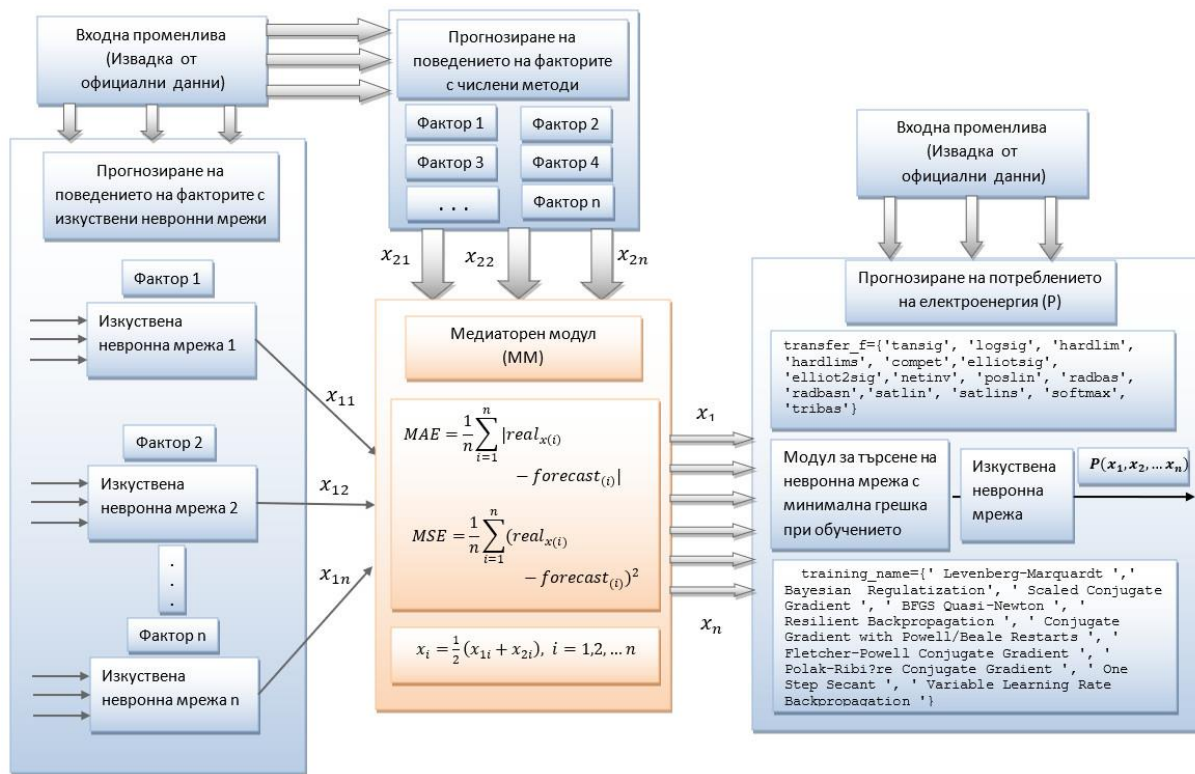 Входна променлива
(Извадка от
официални данни)
Прогнозиране на
поведението на факторите с
изкуствени невронни мрежи
Фактор 1
Изкуствена
невронна мрежа 1
Фактор 2
Изкуствена
невронна мрежа 2
.
.
.
Фактор n
Изкуствена
невронна мрежа n
x₁₁
x₁₂
x₁ₙ
Прогнозиране на
поведението на факторите
с числени методи
Фактор 1
Фактор 2
Фактор 3
Фактор 4
. . .
Фактор n
x₂₁
x₂₂
x₂ₙ
Медиаторен модул
(ММ)
MAE = 1/n ∑ⁿᵢ₌₁ |real_x(i)
− forecast_(i)|
MSE = 1/n ∑ⁿᵢ₌₁ (real_x(i)
− forecast_(i))²
xᵢ = ½ (x₁ᵢ + x₂ᵢ), i = 1,2, … n
x₁
xₙ
Входна променлива
(Извадка от
официални данни)
Прогнозиране на потреблението
на електроенергия (P)
transfer_f={'tansig', 'logsig', 'hardlim',
'hardlims', 'compet','elliotsig',
'elliot2sig','netinv', 'poslin', 'radbas',
'radbasn','satlin', 'satlins', 'softmax',
'tribas'}
Модул за търсене на
невронна мрежа с
минимална грешка
при обучението
Изкуствена
невронна
мрежа
P(x₁, x₂, … xₙ)
training_name={' Levenberg-Marquardt ','
Bayesian Regulatization', ' Scaled Conjugate
Gradient ', ' BFGS Quasi-Newton ', '
Resilient Backpropagation ', ' Conjugate
Gradient with Powell/Beale Restarts ', '
Fletcher-Powell Conjugate Gradient ', '
Polak-Ribi?re Conjugate Gradient ', ' One
Step Secant ', ' Variable Learning Rate
Backpropagation '}